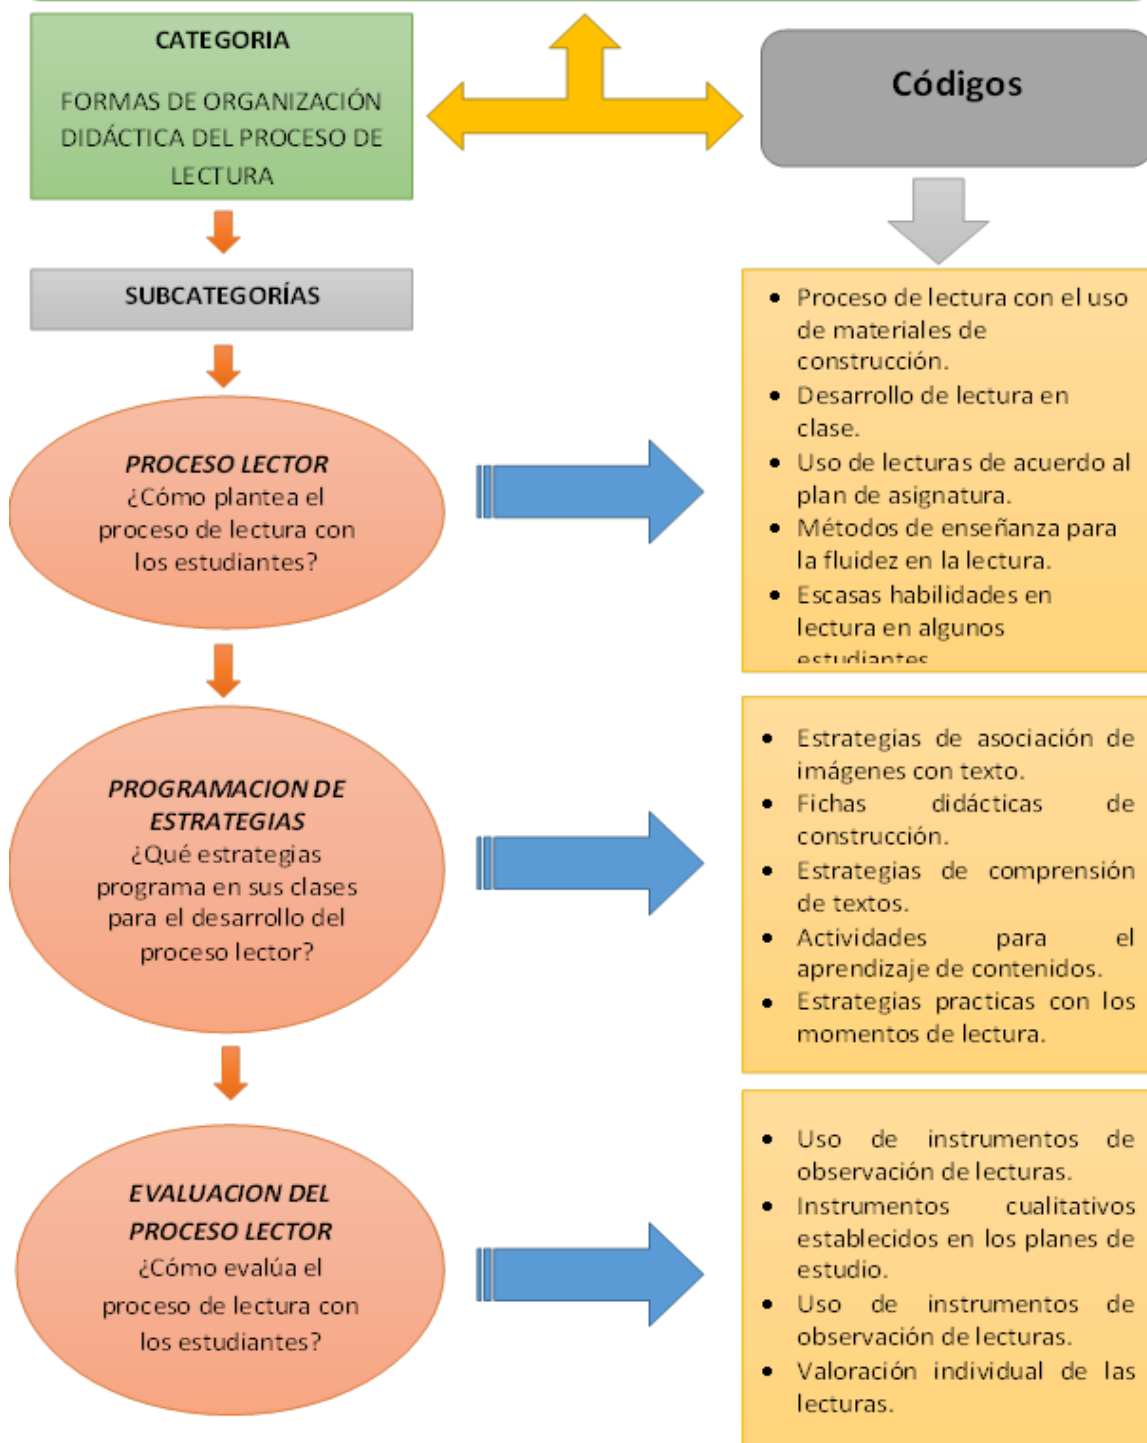 CATEGORIA
FORMAS DE ORGANIZACIÓN
DIDÁCTICA DEL PROCESO DE
LECTURA
Códigos
SUBCATEGORÍAS
PROCESO LECTOR
¿Cómo plantea el
proceso de lectura con
los estudiantes?
• Proceso de lectura con el uso
de materiales de
construcción.
• Desarrollo de lectura en
clase.
• Uso de lecturas de acuerdo al
plan de asignatura.
• Métodos de enseñanza para
la fluidez en la lectura.
• Escasas habilidades en
lectura en algunos
estudiantes
PROGRAMACION DE
ESTRATEGIAS
¿Qué estrategias
programa en sus clases
para el desarrollo del
proceso lector?
• Estrategias de asociación de
imágenes con texto.
• Fichas didácticas de
construcción.
• Estrategias de comprensión
de textos.
• Actividades para el
aprendizaje de contenidos.
• Estrategias practicas con los
momentos de lectura.
EVALUACION DEL
PROCESO LECTOR
¿Cómo evalúa el
proceso de lectura con
los estudiantes?
• Uso de instrumentos de
observación de lecturas.
• Instrumentos cualitativos
establecidos en los planes de
estudio.
• Uso de instrumentos de
observación de lecturas.
• Valoración individual de las
lecturas.